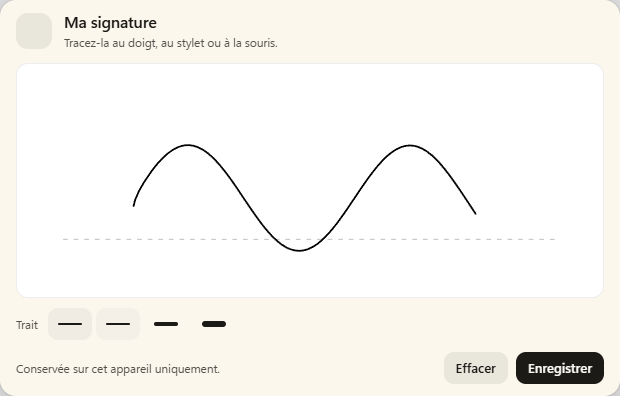 Ma signature
Tracez-la au doigt, au stylet ou à la souris.
Trait
Conservée sur cet appareil uniquement.
Effacer
Enregistrer